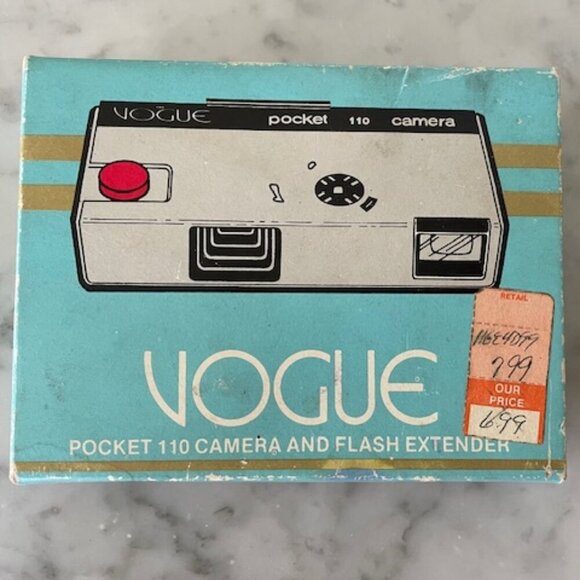 VOGUE pocket 110 camera
RETAIL
7.99
OUR
PRICE
6.99
VOGUE
POCKET 110 CAMERA AND FLASH EXTENDER